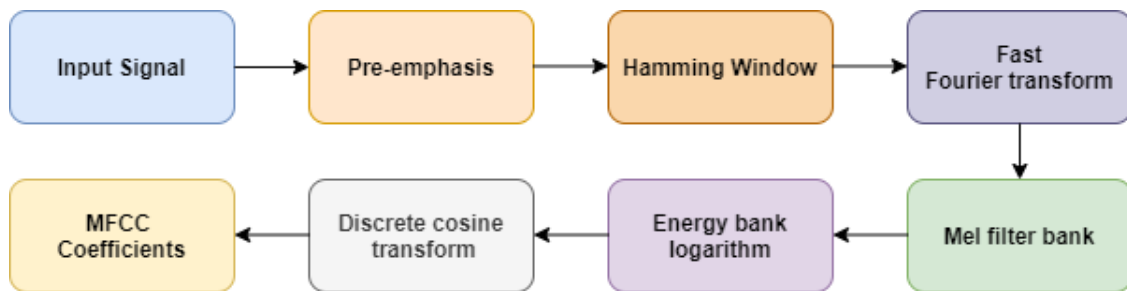 Input Signal
Pre-emphasis
Hamming Window
Fast
Fourier transform
MFCC
Coefficients
Discrete cosine
transform
Energy bank
logarithm
Mel filter bank